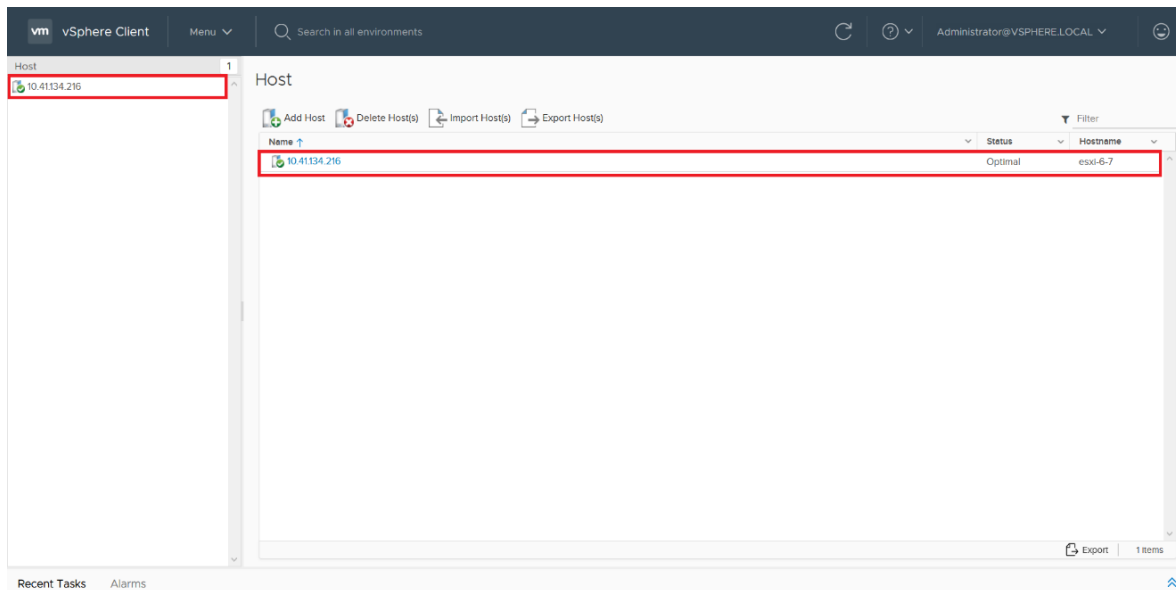 vm vSphere Client Menu Search in all environments Administrator@VSPHERE.LOCAL
Host 1
10.41.134.216
Host
Add Host Delete Host(s) Import Host(s) Export Host(s) Filter
Name Status Hostname
10.41.134.216 Optimal esxi-6-7
Export 1 items
Recent Tasks Alarms